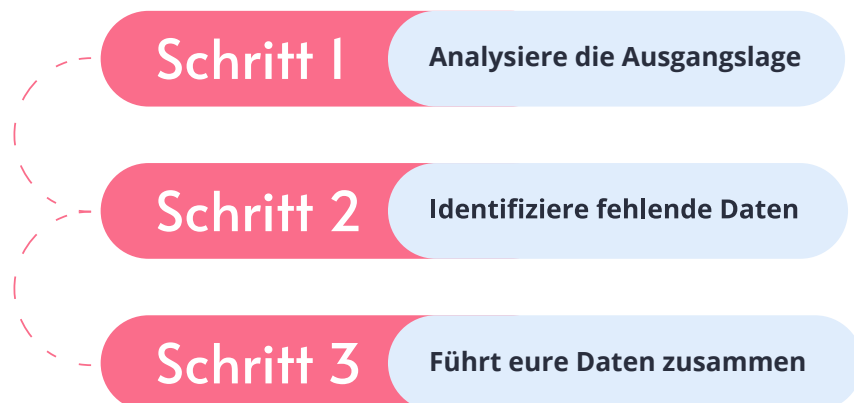 Schritt 1
Analysiere die Ausgangslage
Schritt 2
Identifiziere fehlende Daten
Schritt 3
Führt eure Daten zusammen